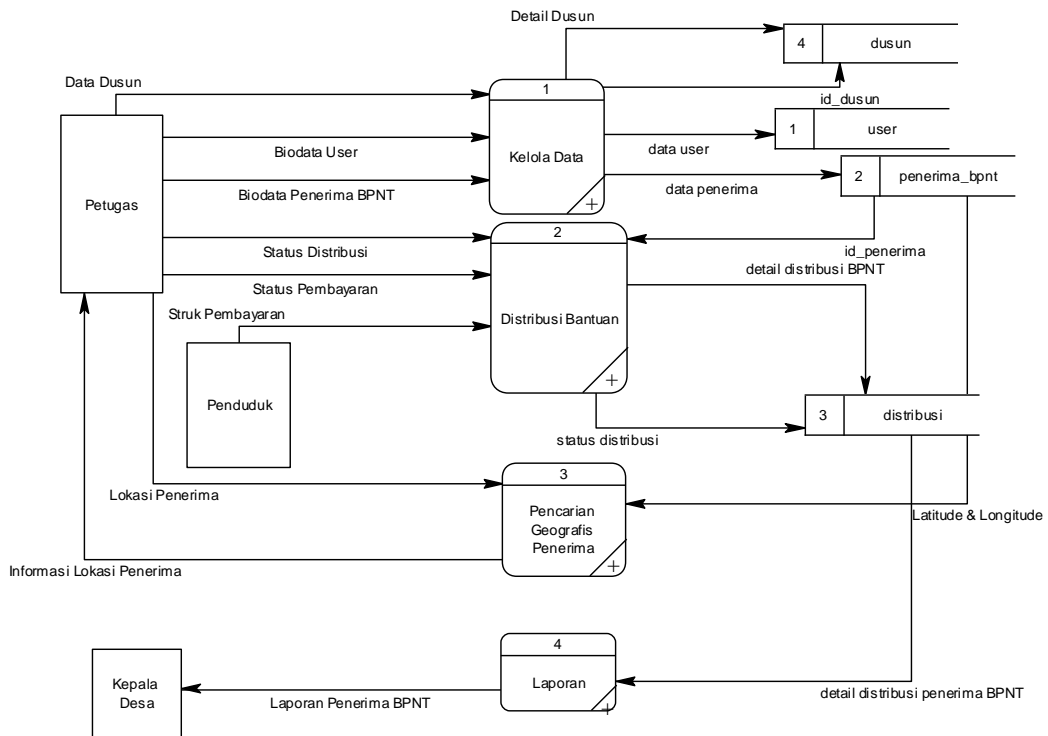 Detail Dusun
4
dusun
Data Dusun
1
id_dusun
1
user
Biodata User
Kelola Data
data user
Biodata Penerima BPNT
data penerima
2
penerima_bpnt
Petugas
+
2
Status Distribusi
id_penerima
detail distribusi BPNT
Status Pembayaran
Struk Pembayaran
Distribusi Bantuan
+
Penduduk
3
distribusi
status distribusi
3
Lokasi Penerima
Pencarian
Geografis
Penerima
Latitude & Longitude
+
Informasi Lokasi Penerima
4
Kepala
Desa
Laporan
Laporan Penerima BPNT
detail distribusi penerima BPNT
+